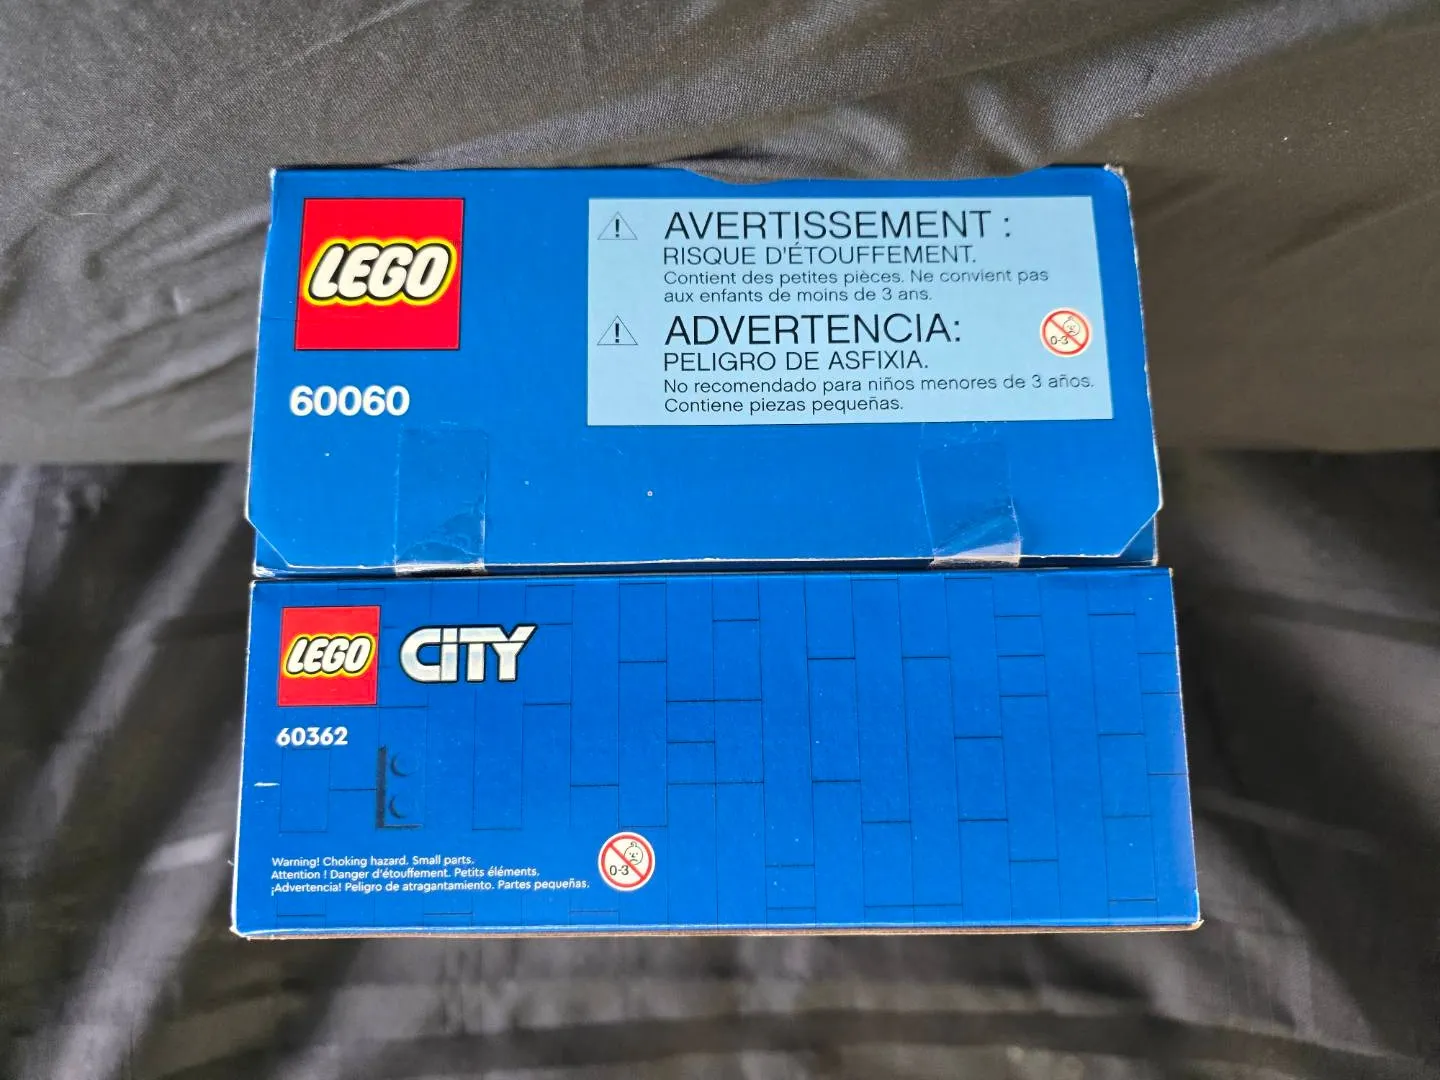 LEGO
60060
AVERTISSEMENT :
RISQUE D'ÉTOUFFEMENT.
Contient des petites pièces. Ne convient pas
aux enfants de moins de 3 ans.
ADVERTENCIA:
PELIGRO DE ASFIXIA.
No recomendado para niños menores de 3 años.
Contiene piezas pequeñas.
0-3
LEGO CITY
60362
Warning! Choking hazard. Small parts.
Attention ! Danger d'étouffement. Petits éléments.
¡Advertencia! Peligro de atragantamiento. Partes pequeñas.
0-3